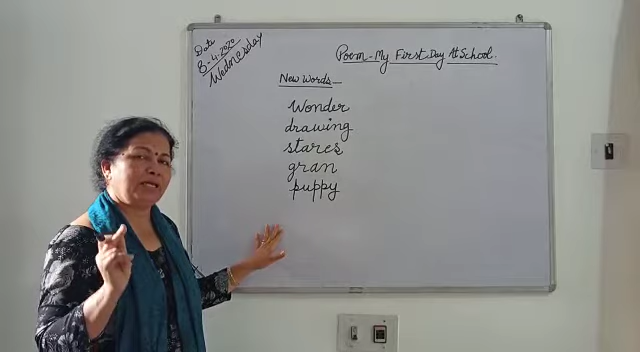 Date
8-4-2020
Wednesday
Poem-My First Day At School.
New Words-
Wonder
drawing
stares
gran
puppy